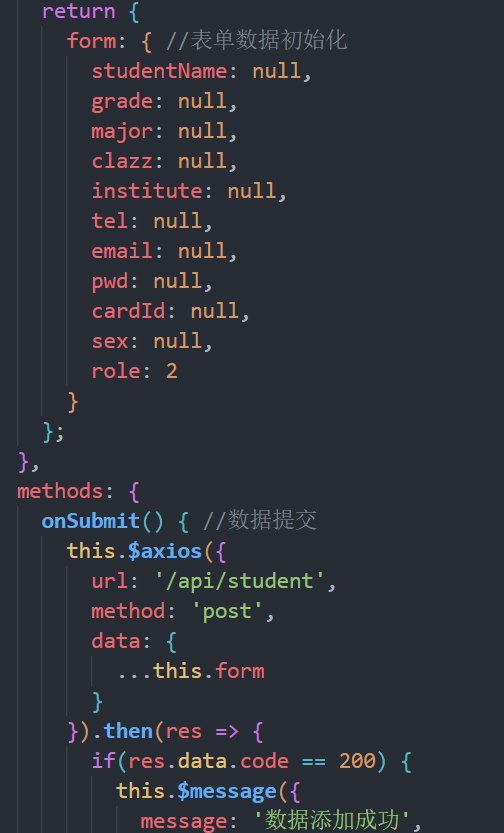 return {
form: { //表单数据初始化
studentName: null,
grade: null,
major: null,
clazz: null,
institute: null,
tel: null,
email: null,
pwd: null,
cardId: null,
sex: null,
role: 2
}
};
},
methods: {
onSubmit() { //数据提交
this.$axios({
url: '/api/student',
method: 'post',
data: {
...this.form
}
}).then(res => {
if(res.data.code == 200) {
this.$message({
message: '数据添加成功',